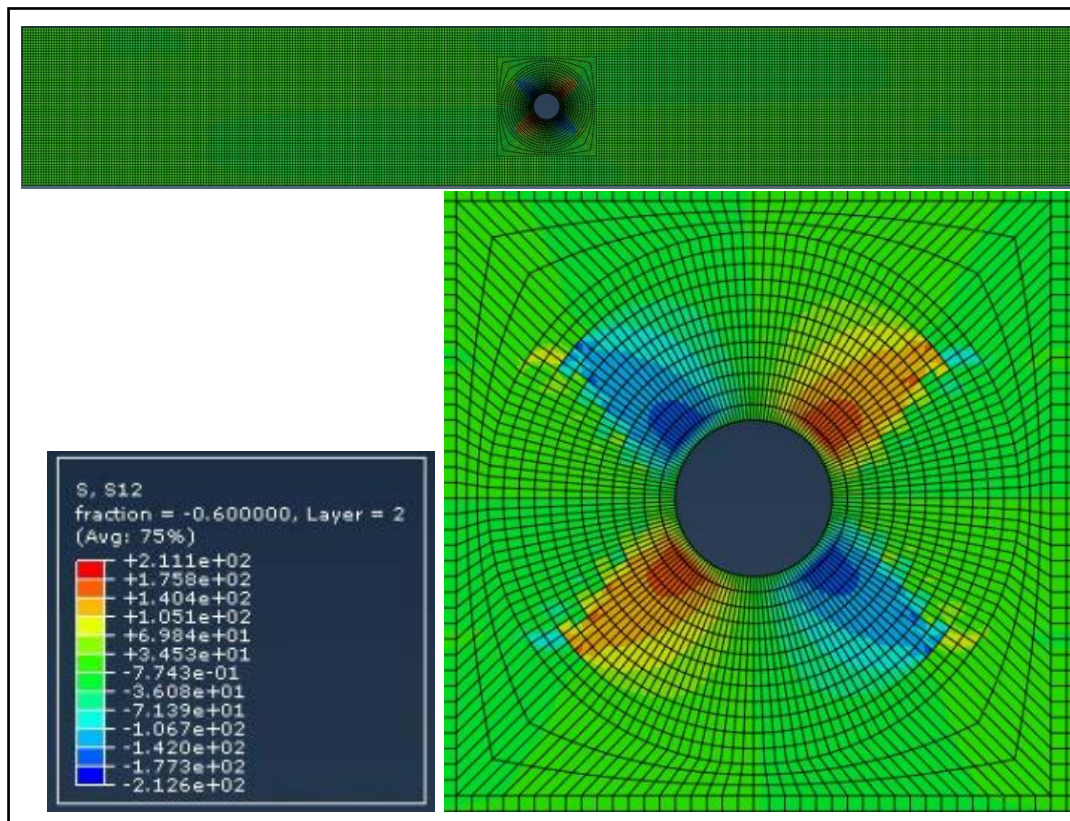 S, S12
fraction = -0.600000, Layer = 2
(Avg: 75%)
+2.111e+02
+1.758e+02
+1.404e+02
+1.051e+02
+6.984e+01
+3.453e+01
-7.743e-01
-3.608e+01
-7.139e+01
-1.067e+02
-1.420e+02
-1.773e+02
-2.126e+02